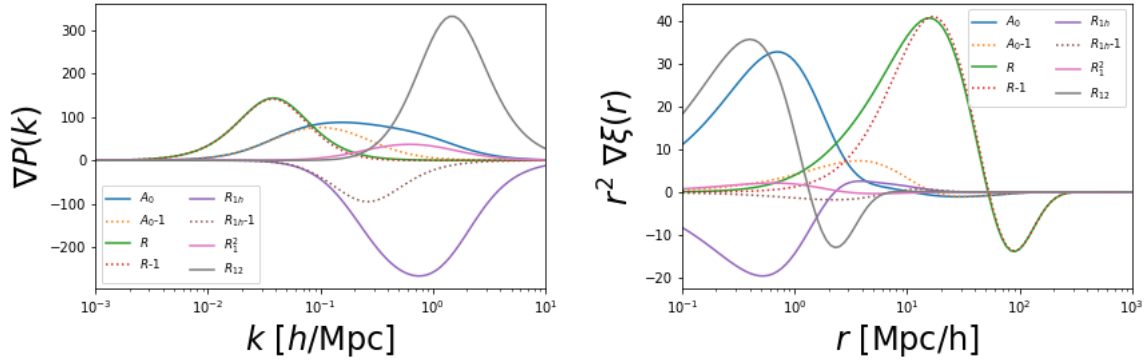 ∇P(k)
300
200
100
0
−100
−200
A₀
A₀-1
R
R-1
R₁ₕ
R₁ₕ-1
R₁²
R₁₂
10⁻³
10⁻²
10⁻¹
10⁰
10¹
k [h/Mpc]
r² ∇ξ(r)
40
30
20
10
0
−10
−20
A₀
A₀-1
R
R-1
R₁ₕ
R₁ₕ-1
R₁²
R₁₂
10⁻¹
10⁰
10¹
10²
10³
r [Mpc/h]